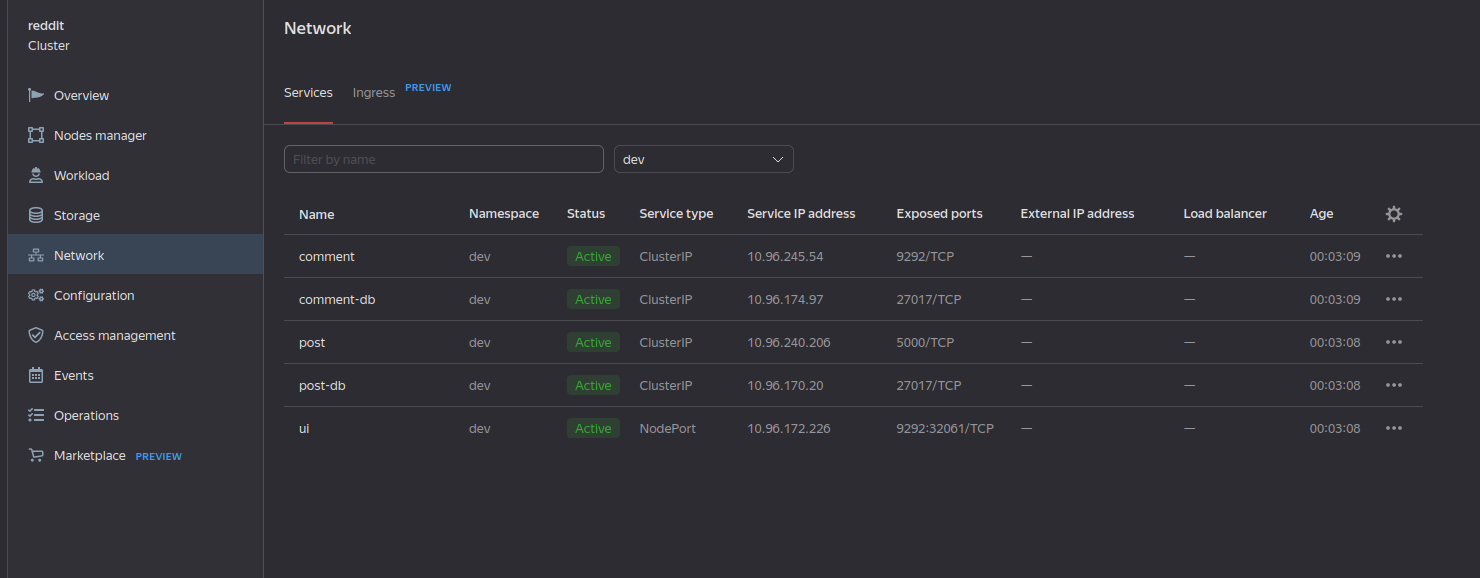 reddit
Cluster
Overview
Nodes manager
Workload
Storage
Network
Configuration
Access management
Events
Operations
Marketplace PREVIEW
Network
Services Ingress PREVIEW
Filter by name dev
Name Namespace Status Service type Service IP address Exposed ports External IP address Load balancer Age
comment dev Active ClusterIP 10.96.245.54 9292/TCP — — 00:03:09
comment-db dev Active ClusterIP 10.96.174.97 27017/TCP — — 00:03:09
post dev Active ClusterIP 10.96.240.206 5000/TCP — — 00:03:08
post-db dev Active ClusterIP 10.96.170.20 27017/TCP — — 00:03:08
ui dev Active NodePort 10.96.172.226 9292:32061/TCP — — 00:03:08